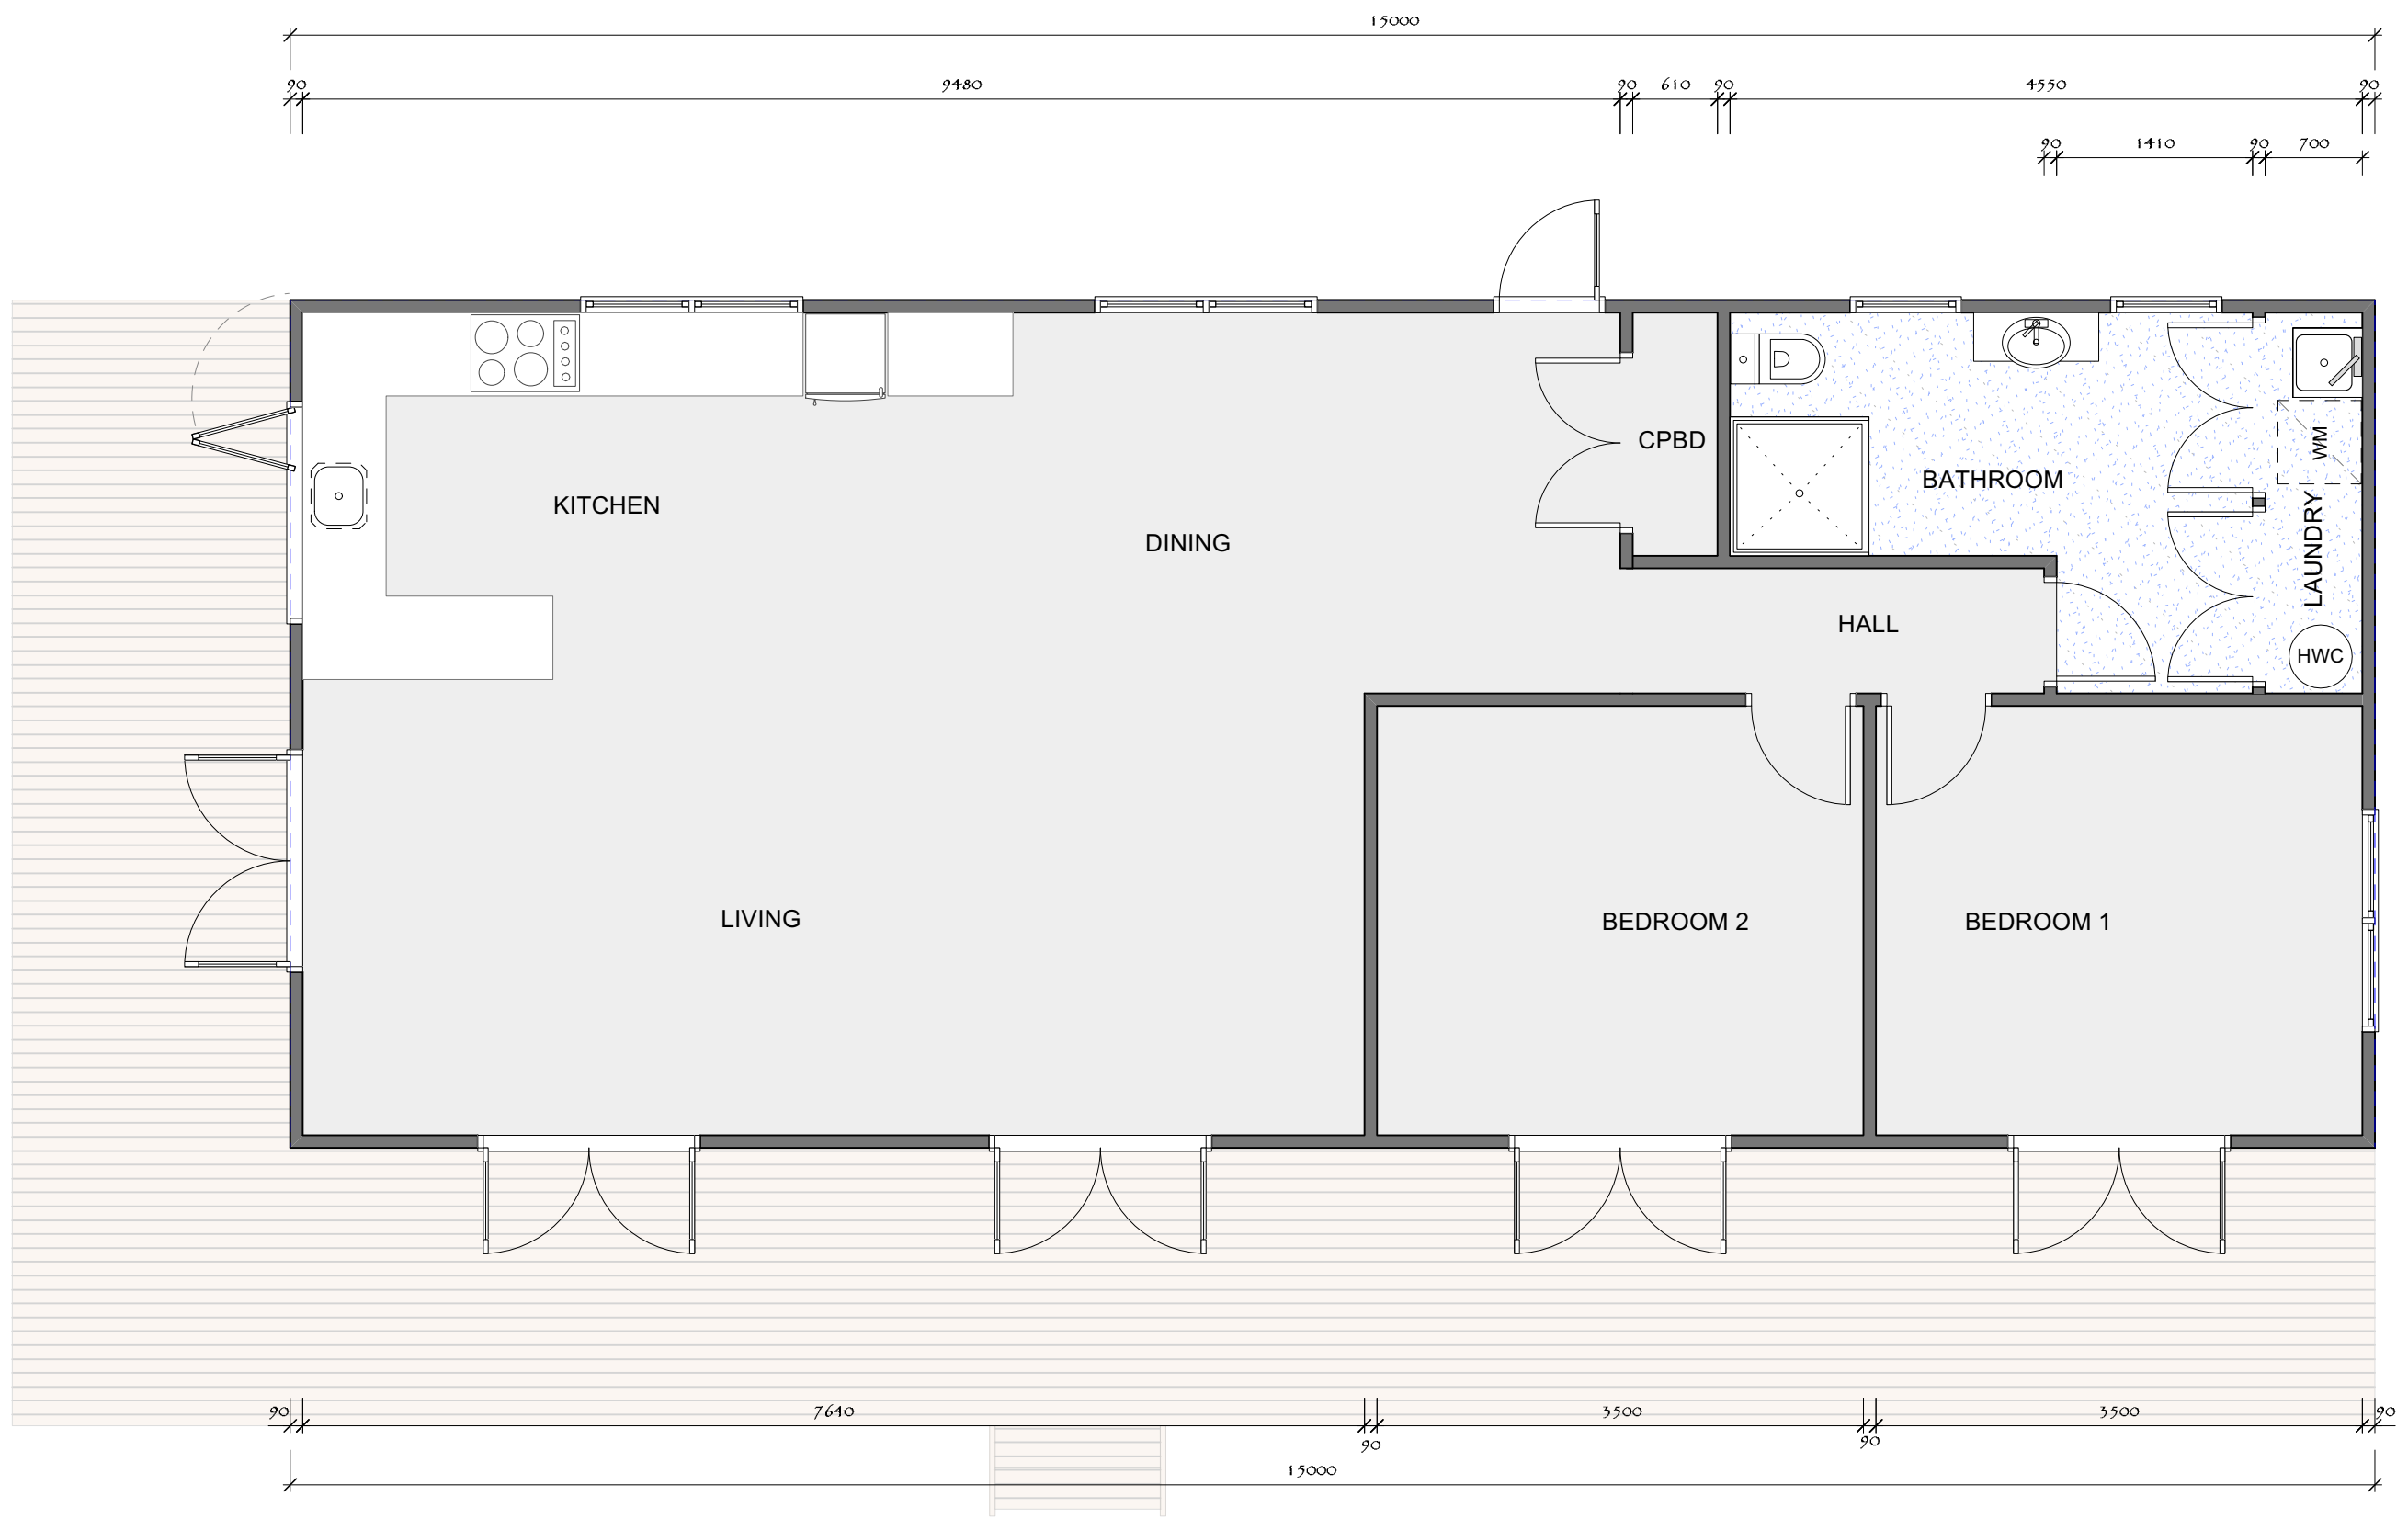 15000
90 9480 90 610 90 4550 90
90 1410 90 700
CPBD
WM
BATHROOM
KITCHEN
DINING
LAUNDRY
HALL
HWC
LIVING
BEDROOM 2
BEDROOM 1
90 7640 3500 3500 90
90 90
15000